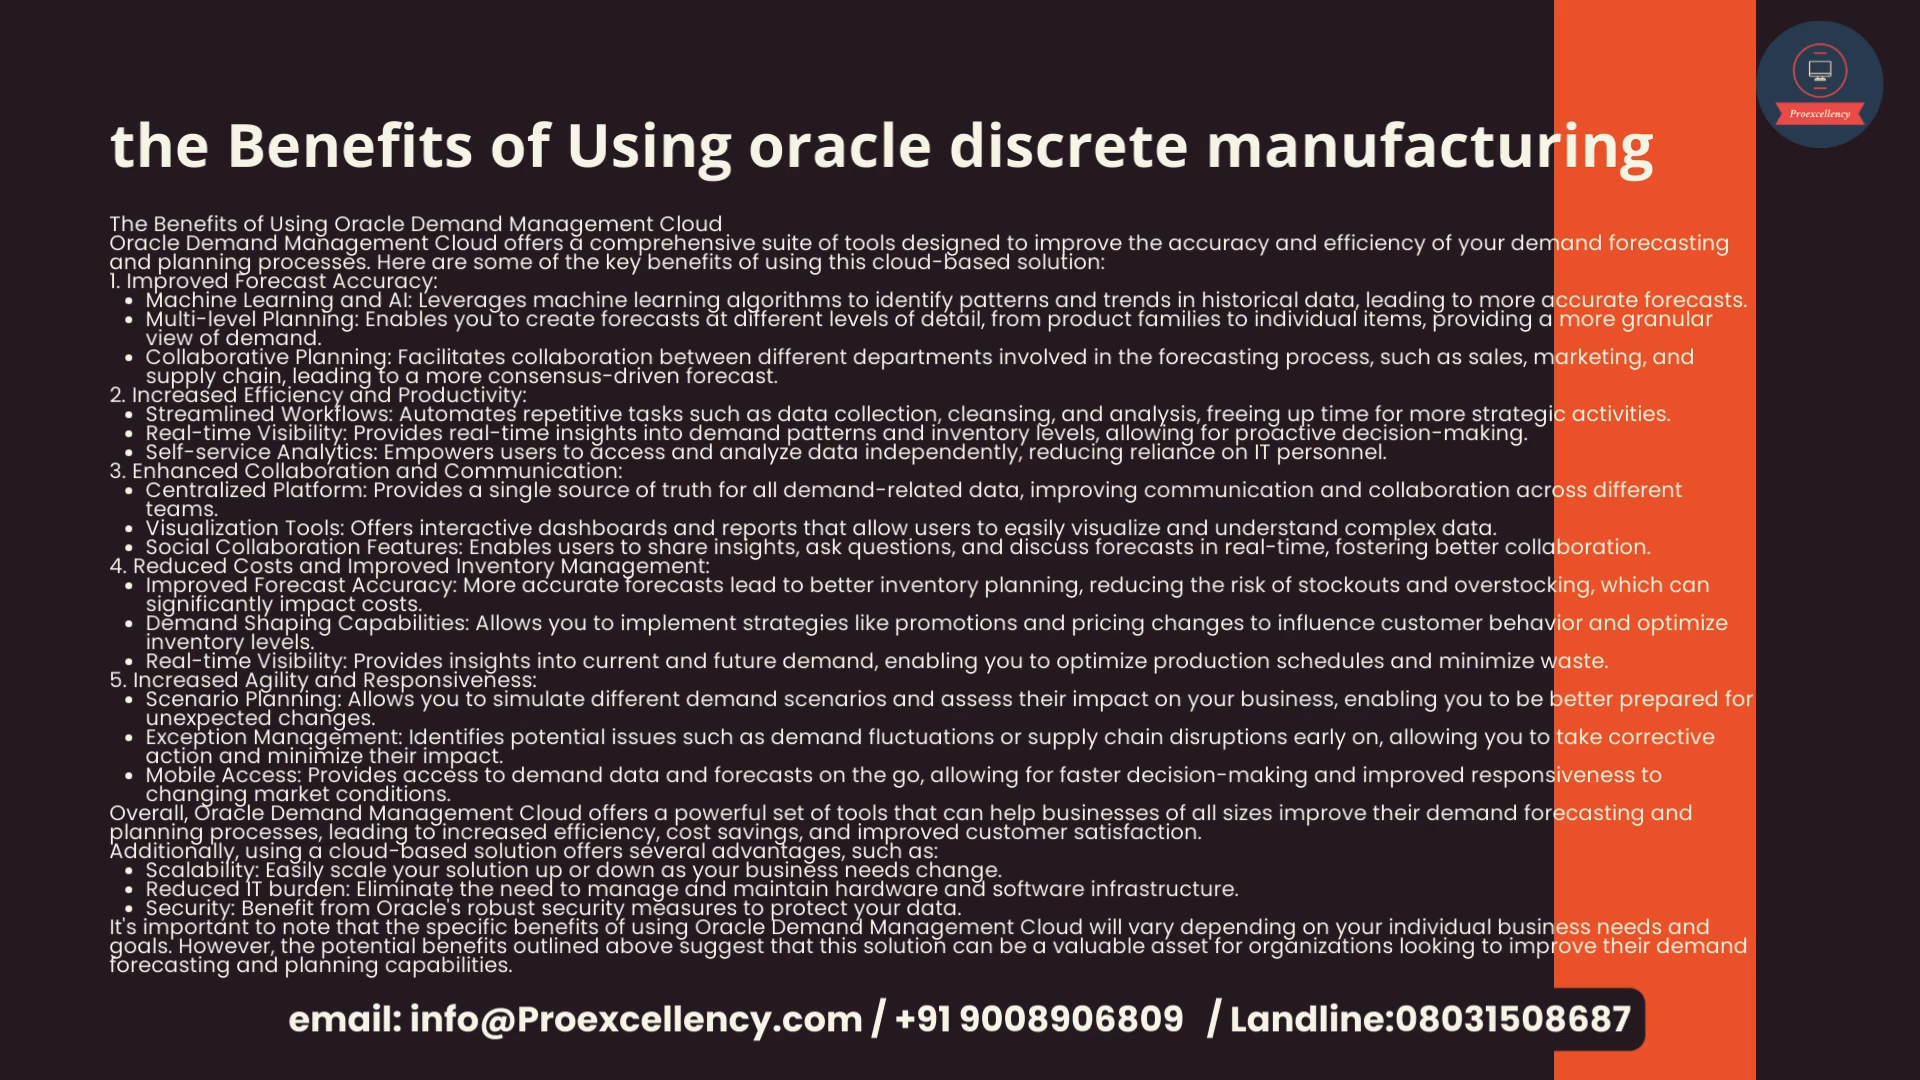 Proexcellency
the Benefits of Using oracle discrete manufacturing
The Benefits of Using Oracle Demand Management Cloud
Oracle Demand Management Cloud offers a comprehensive suite of tools designed to improve the accuracy and efficiency of your demand forecasting
and planning processes. Here are some of the key benefits of using this cloud-based solution:
1. Improved Forecast Accuracy:
• Machine Learning and AI: Leverages machine learning algorithms to identify patterns and trends in historical data, leading to more accurate forecasts.
• Multi-level Planning: Enables you to create forecasts at different levels of detail, from product families to individual items, providing a more granular
view of demand.
• Collaborative Planning: Facilitates collaboration between different departments involved in the forecasting process, such as sales, marketing, and
supply chain, leading to a more consensus-driven forecast.
2. Increased Efficiency and Productivity:
• Streamlined Workflows: Automates repetitive tasks such as data collection, cleansing, and analysis, freeing up time for more strategic activities.
• Real-time Visibility: Provides real-time insights into demand patterns and inventory levels, allowing for proactive decision-making.
• Self-service Analytics: Empowers users to access and analyze data independently, reducing reliance on IT personnel.
3. Enhanced Collaboration and Communication:
• Centralized Platform: Provides a single source of truth for all demand-related data, improving communication and collaboration across different
teams.
• Visualization Tools: Offers interactive dashboards and reports that allow users to easily visualize and understand complex data.
• Social Collaboration Features: Enables users to share insights, ask questions, and discuss forecasts in real-time, fostering better collaboration.
4. Reduced Costs and Improved Inventory Management:
• Improved Forecast Accuracy: More accurate forecasts lead to better inventory planning, reducing the risk of stockouts and overstocking, which can
significantly impact costs.
• Demand Shaping Capabilities: Allows you to implement strategies like promotions and pricing changes to influence customer behavior and optimize
inventory levels.
• Real-time Visibility: Provides insights into current and future demand, enabling you to optimize production schedules and minimize waste.
5. Increased Agility and Responsiveness:
• Scenario Planning: Allows you to simulate different demand scenarios and assess their impact on your business, enabling you to be better prepared for
unexpected changes.
• Exception Management: Identifies potential issues such as demand fluctuations or supply chain disruptions early on, allowing you to take corrective
action and minimize their impact.
• Mobile Access: Provides access to demand data and forecasts on the go, allowing for faster decision-making and improved responsiveness to
changing market conditions.
Overall, Oracle Demand Management Cloud offers a powerful set of tools that can help businesses of all sizes improve their demand forecasting and
planning processes, leading to increased efficiency, cost savings, and improved customer satisfaction.
Additionally, using a cloud-based solution offers several advantages, such as:
• Scalability: Easily scale your solution up or down as your business needs change.
• Reduced IT burden: Eliminate the need to manage and maintain hardware and software infrastructure.
• Security: Benefit from Oracle's robust security measures to protect your data.
It's important to note that the specific benefits of using Oracle Demand Management Cloud will vary depending on your individual business needs and
goals. However, the potential benefits outlined above suggest that this solution can be a valuable asset for organizations looking to improve their demand
forecasting and planning capabilities.
email: info@Proexcellency.com / +91 9008906809 / Landline:08031508687